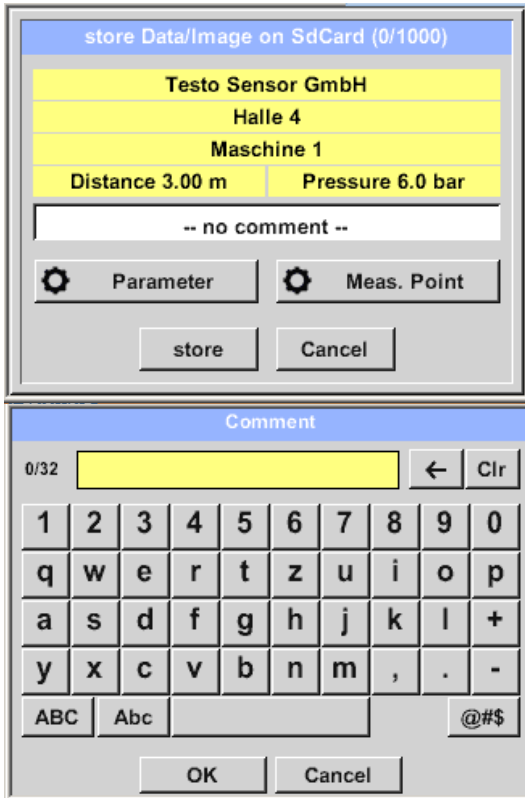 store Data/Image on SdCard (0/1000)
Testo Sensor GmbH
Halle 4
Maschine 1
Distance 3.00 m Pressure 6.0 bar
-- no comment --
Parameter Meas. Point
store Cancel
Comment
0/32 ← Clr
1 2 3 4 5 6 7 8 9 0
q w e r t z u i o p
a s d f g h j k l +
y x c v b n m , . -
ABC Abc @#$
OK Cancel